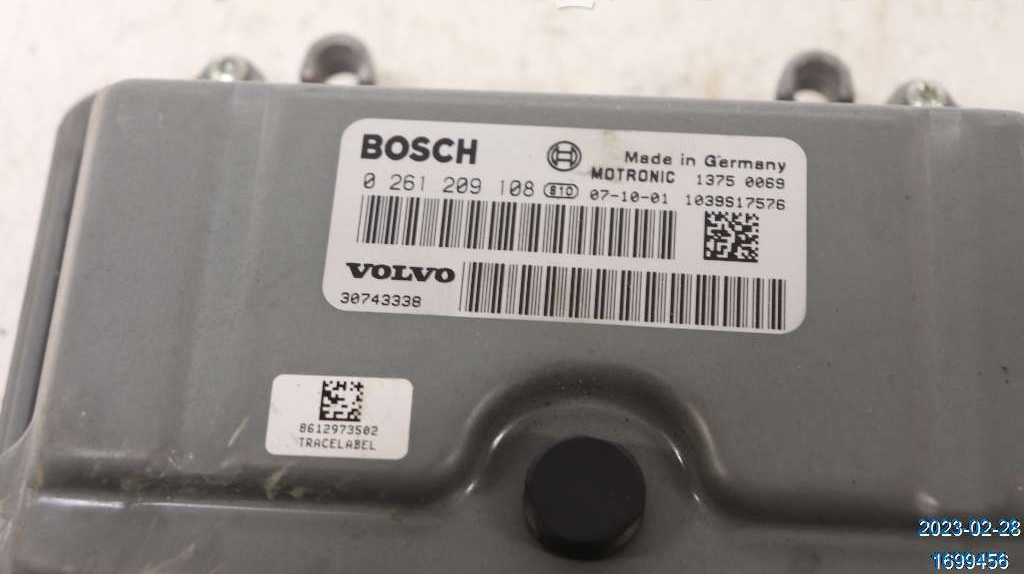 BOSCH
Made in Germany
MOTRONIC 1375 0069
0 261 209 108 07-10-01 1039S17576
VOLVO
30743338
8612973502
TRACELABEL
2023-02-28
1699456